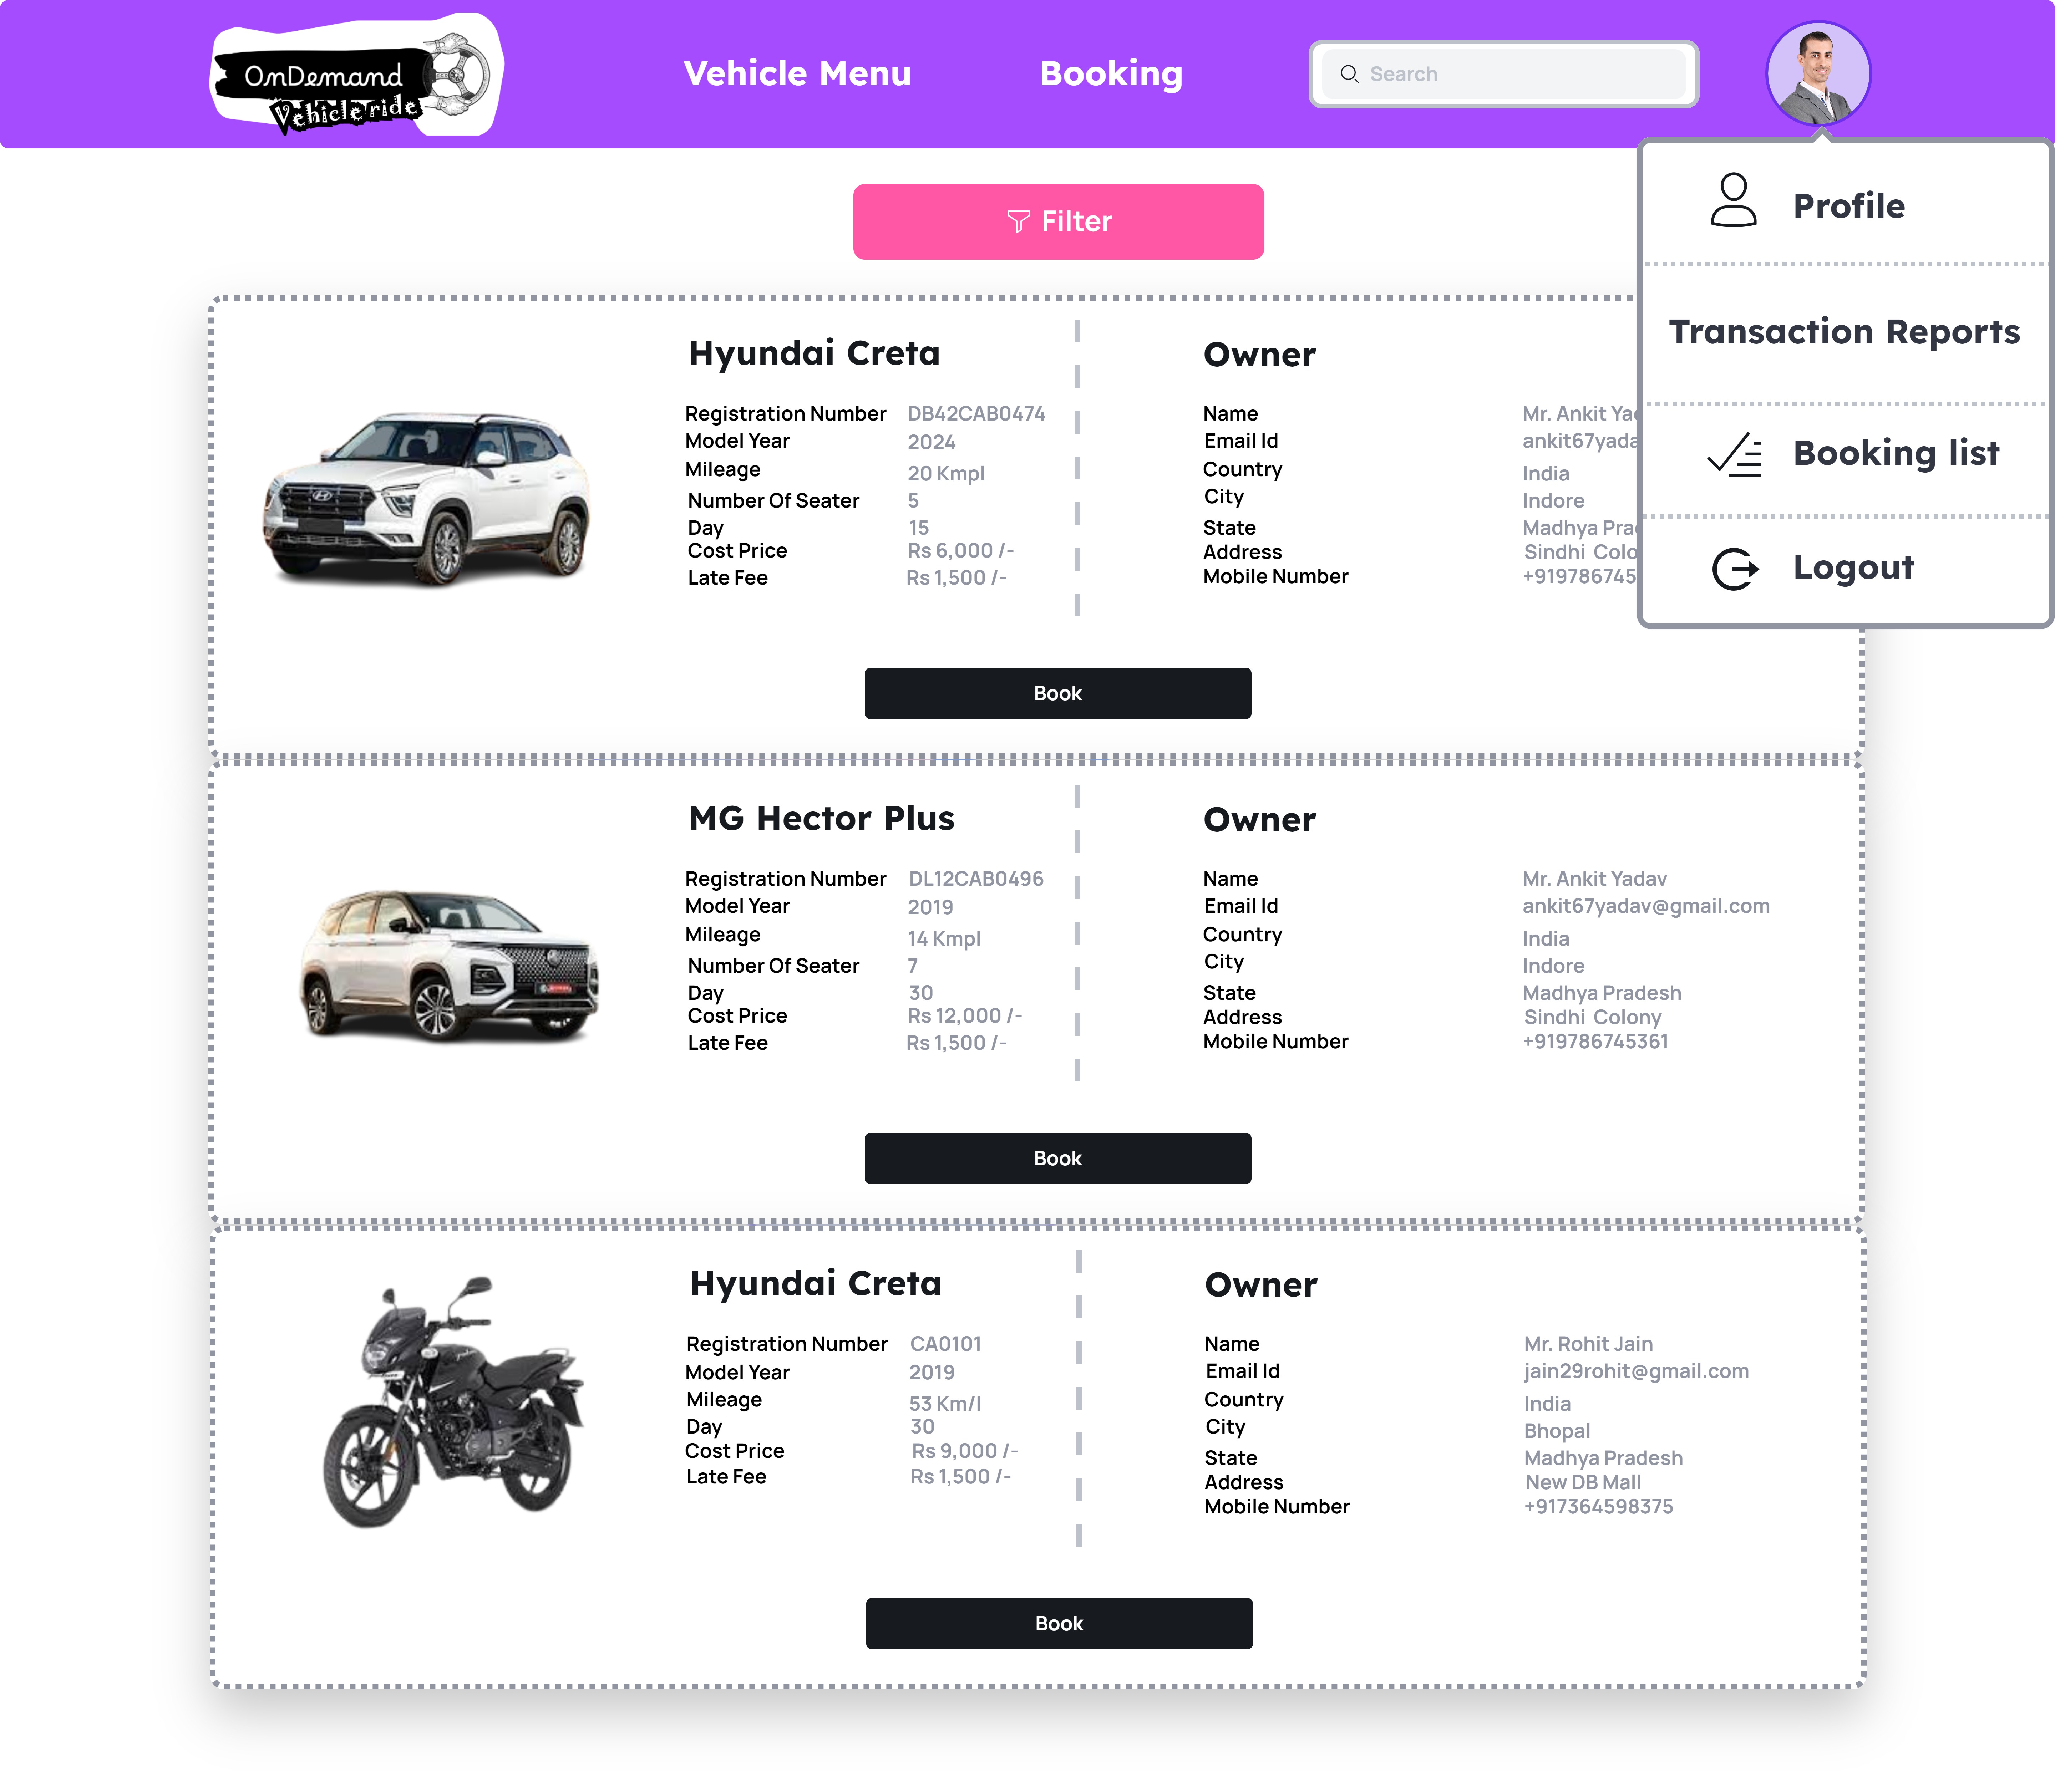 OnDemand
Vehicleride
Vehicle Menu
Booking
Search
Profile
Transaction Reports
Booking list
Logout
Filter
Hyundai Creta
Registration Number DB42CAB0474
Model Year 2024
Mileage 20 Kmpl
Number Of Seater 5
Day 15
Cost Price Rs 6,000 /-
Late Fee Rs 1,500 /-
Owner
Name Mr. Ankit Yad
Email Id ankit67yada
Country India
City Indore
State Madhya Prad
Address Sindhi Colo
Mobile Number +919786745
Book
MG Hector Plus
Registration Number DL12CAB0496
Model Year 2019
Mileage 14 Kmpl
Number Of Seater 7
Day 30
Cost Price Rs 12,000 /-
Late Fee Rs 1,500 /-
Owner
Name Mr. Ankit Yadav
Email Id ankit67yadav@gmail.com
Country India
City Indore
State Madhya Pradesh
Address Sindhi Colony
Mobile Number +919786745361
Book
Hyundai Creta
Registration Number CA0101
Model Year 2019
Mileage 53 Km/l
Day 30
Cost Price Rs 9,000 /-
Late Fee Rs 1,500 /-
Owner
Name Mr. Rohit Jain
Email Id jain29rohit@gmail.com
Country India
City Bhopal
State Madhya Pradesh
Address New DB Mall
Mobile Number +917364598375
Book